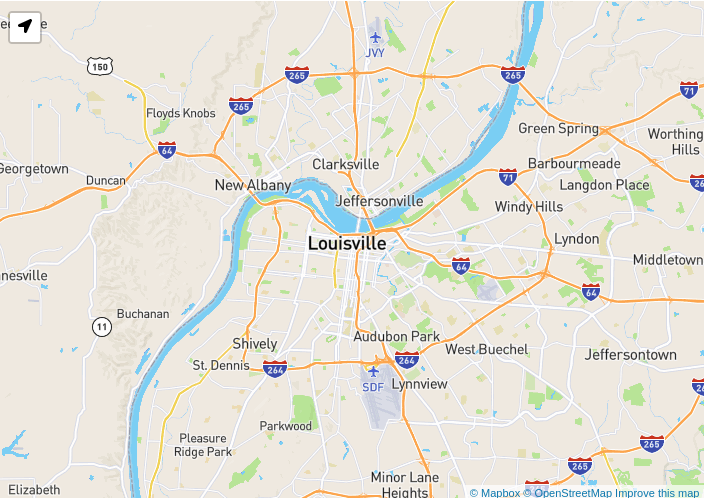 150
JVY
265
265
265
71
Floyds Knobs
Green Spring
Worthing
Hills
64
Georgetown
Clarksville
Barbourmeade
Duncan
New Albany
71
Langdon Place
Jeffersonville
Windy Hills
Louisville
Lyndon
Middletown
64
nesville
64
Buchanan
11
Audubon Park
Shively
West Buechel
Jeffersontown
St. Dennis
264
264
SDF
Lynnview
Parkwood
Pleasure
Ridge Park
265
265
Minor Lane
Heights
Elizabeth
© Mapbox © OpenStreetMap Improve this map